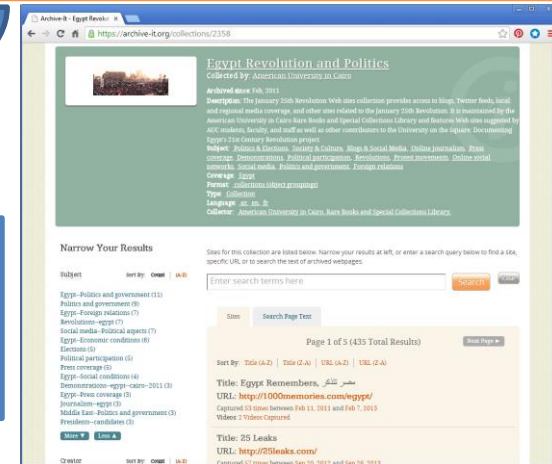 Archive-It - Egypt Revolut
https://archive-it.org/collections/2358
Egypt Revolution and Politics
Collected by: American University in Cairo
Archived since: Feb, 2011
Description: The January 25th Revolution Web sites collection provides access to blogs, Twitter feeds, local
and regional media coverage, and other sites related to the January 25th Revolution. It is maintained by the
American University in Cairo Rare Books and Special Collections Library and features Web sites suggested by
AUC students, faculty, and staff as well as other contributors to the University on the Square: Documenting
Egypt's 21st Century Revolution project.
Subject: Politics & Elections, Society & Culture, Blogs & Social Media, Online journalism, Press
coverage, Demonstrations, Political participation, Revolutions, Protest movements, Online social
networks, Social media, Politics and government, Foreign relations
Coverage: Egypt
Format: collections (object groupings)
Type: Collection
Language: ar, en, fr
Collector: American University in Cairo, Rare Books and Special Collections Library.
Narrow Your Results
Sites for this collection are listed below. Narrow your results at left, or enter a search query below to find a site,
specific URL, or to search the text of archived webpages.
Subject Sort By: Count | (A-Z)
Enter search terms here
Search
Egypt--Politics and government (11)
Politics and government (9)
Egypt--Foreign relations (7)
Revolutions--egypt (7)
Social media--Political aspects (7)
Egypt--Economic conditions (6)
Elections (5)
Political participation (5)
Press coverage (5)
Egypt--Social conditions (4)
Demonstrations--egypt--cairo--2011 (3)
Egypt--Press coverage (3)
Journalism--egypt (3)
Middle East--Politics and government (3)
Presidents--candidates (3)
More Less
Creator Sort By: Count | (A-Z)
Sites Search Page Text
Page 1 of 5 (435 Total Results) Next Page
Sort By: Title (A-Z) | Title (Z-A) | URL (A-Z) | URL (Z-A)
Title: Egypt Remembers, مصر تتذكر
URL: http://1000memories.com/egypt/
Captured 53 times between Feb 11, 2011 and Feb 7, 2013
Videos: 2 Videos Captured
Title: 25 Leaks
URL: http://25leaks.com/
Captured 57 times between Sep 20, 2012 and Sep 28, 2013